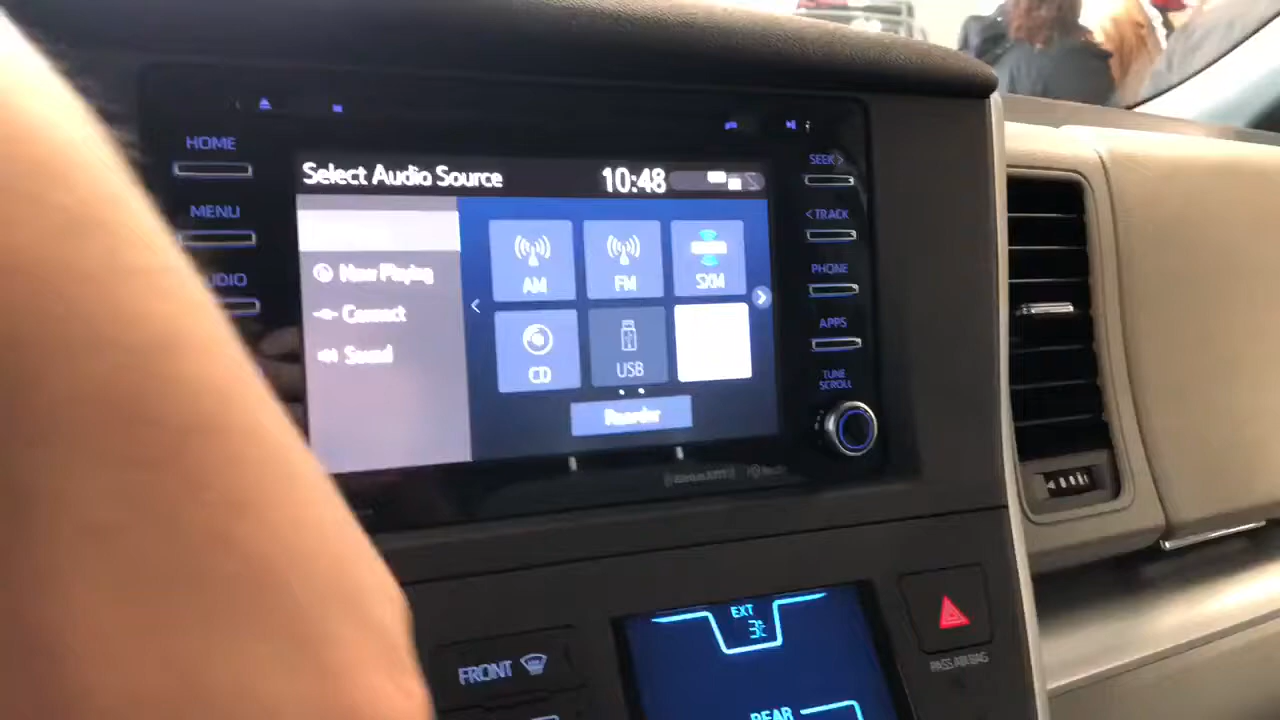 HOME
MENU
Select Audio Source
10:48
Now Playing
Connect
Sound
AM
FM
SXM
CD
USB
Reorder
SEEK >
< TRACK
PHONE
APPS
TUNE
SCROLL
EXT
FRONT
PASS AIR BAG
REAR